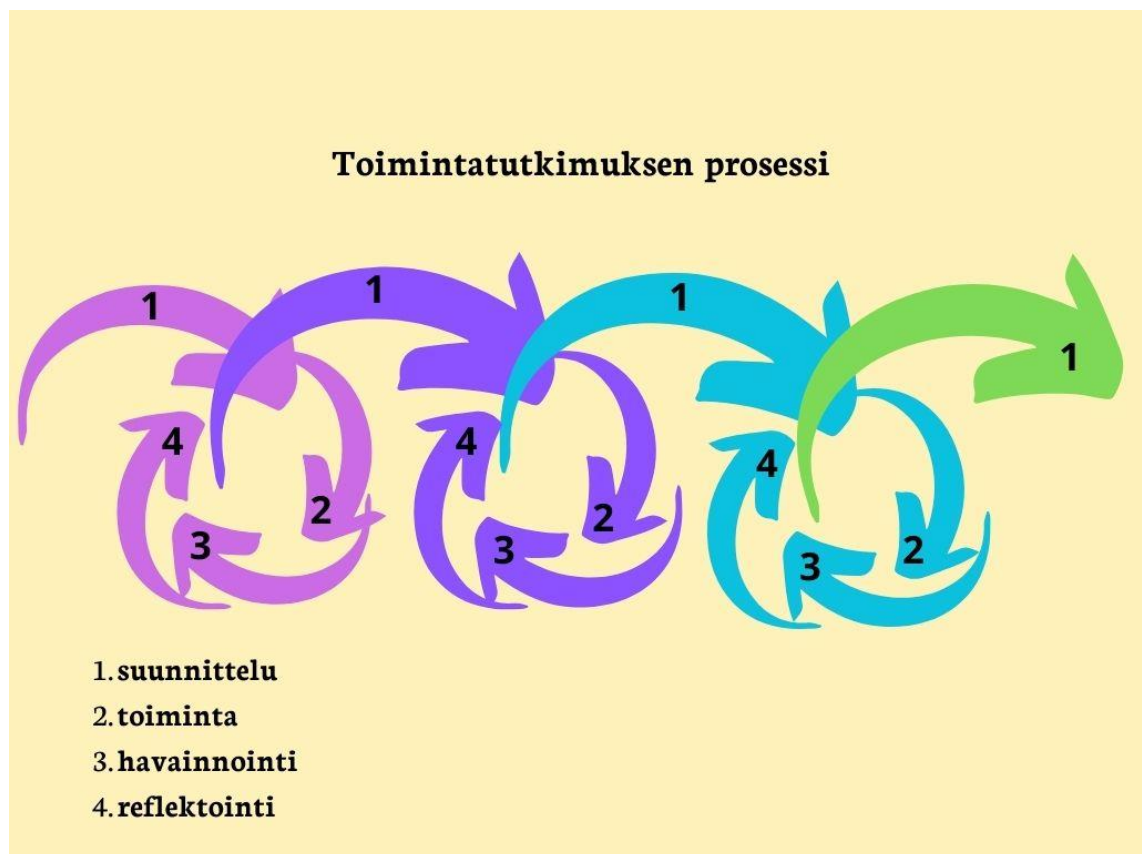 Toimintatutkimuksen prosessi
1
1
1
1
4
2
3
4
2
3
4
2
3
1. suunnittelu
2. toiminta
3. havainnointi
4. reflektointi